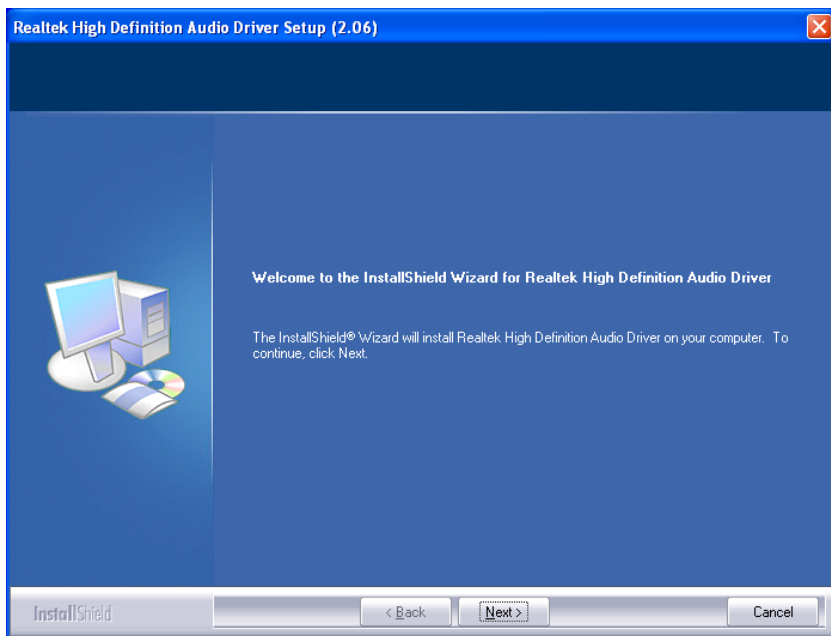 Realtek High Definition Audio Driver Setup (2.06)
Welcome to the InstallShield Wizard for Realtek High Definition Audio Driver
The InstallShield® Wizard will install Realtek High Definition Audio Driver on your computer. To
continue, click Next.
InstallShield
< Back
Next >
Cancel